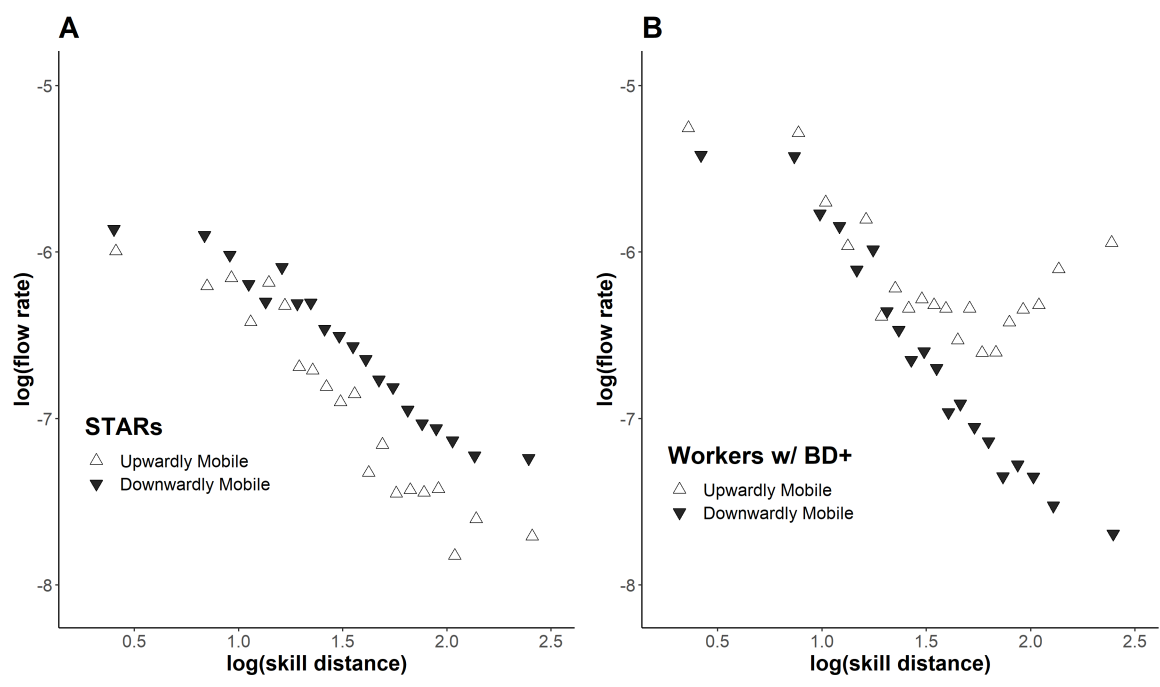 A
-5
-6
-7
-8
log(flow rate)
STARs
Upwardly Mobile
Downwardly Mobile
0.5 1.0 1.5 2.0 2.5
log(skill distance)
B
-5
-6
-7
-8
log(flow rate)
Workers w/ BD+
Upwardly Mobile
Downwardly Mobile
0.5 1.0 1.5 2.0 2.5
log(skill distance)